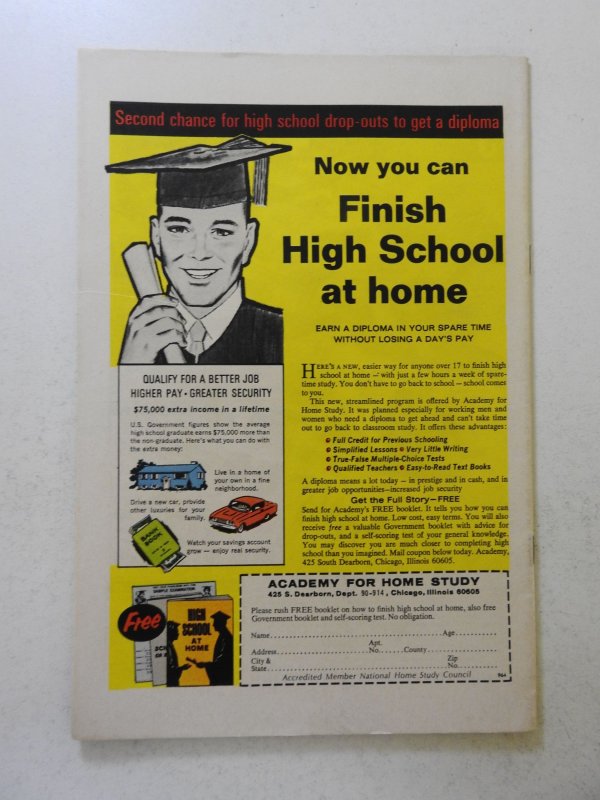 Second chance for high school drop-outs to get a diploma
Now you can
Finish
High School
at home
EARN A DIPLOMA IN YOUR SPARE TIME
WITHOUT LOSING A DAY'S PAY
HERE'S A NEW, easier way for anyone over 17 to finish high
school at home — with just a few hours a week of spare-
time study. You don't have to go back to school — school comes
to you.
This new, streamlined program is offered by Academy for
Home Study. It was planned especially for working men and
women who need a diploma to get ahead and can't take time
out to go back to classroom study. It offers these advantages:
• Full Credit for Previous Schooling
• Simplified Lessons • Very Little Writing
• True-False Multiple-Choice Tests
• Qualified Teachers • Easy-to-Read Text Books
A diploma means a lot today — in prestige and in cash, and in
greater job opportunities—increased job security
Get the Full Story—FREE
Send for Academy's FREE booklet. It tells you how you can
finish high school at home. Low cost, easy terms. You will also
receive free a valuable Government booklet with advice for
drop-outs, and a self-scoring test of your general knowledge.
You may discover you are much closer to completing high
school than you imagined. Mail coupon below today. Academy,
425 South Dearborn, Chicago, Illinois 60605.
QUALIFY FOR A BETTER JOB
HIGHER PAY • GREATER SECURITY
$75,000 extra income in a lifetime
U.S. Government figures show the average
high school graduate earns $75,000 more than
the non-graduate. Here's what you can do with
the extra money:
Live in a home of
your own in a fine
neighborhood.
Drive a new car, provide
other luxuries for your
family.
BANK
BOOK
Watch your savings account
grow — enjoy real security.
Free
SAMPLE EXAMINATION
HIGH
SCHOOL
AT
HOME
ACADEMY FOR HOME STUDY
425 S. Dearborn, Dept. 90-914, Chicago, Illinois 60605
Please rush FREE booklet on how to finish high school at home, also free
Government booklet and self-scoring test. No obligation.
Name Age
Apt.
Address No. County
City & Zip
State No.
Accredited Member National Home Study Council 964